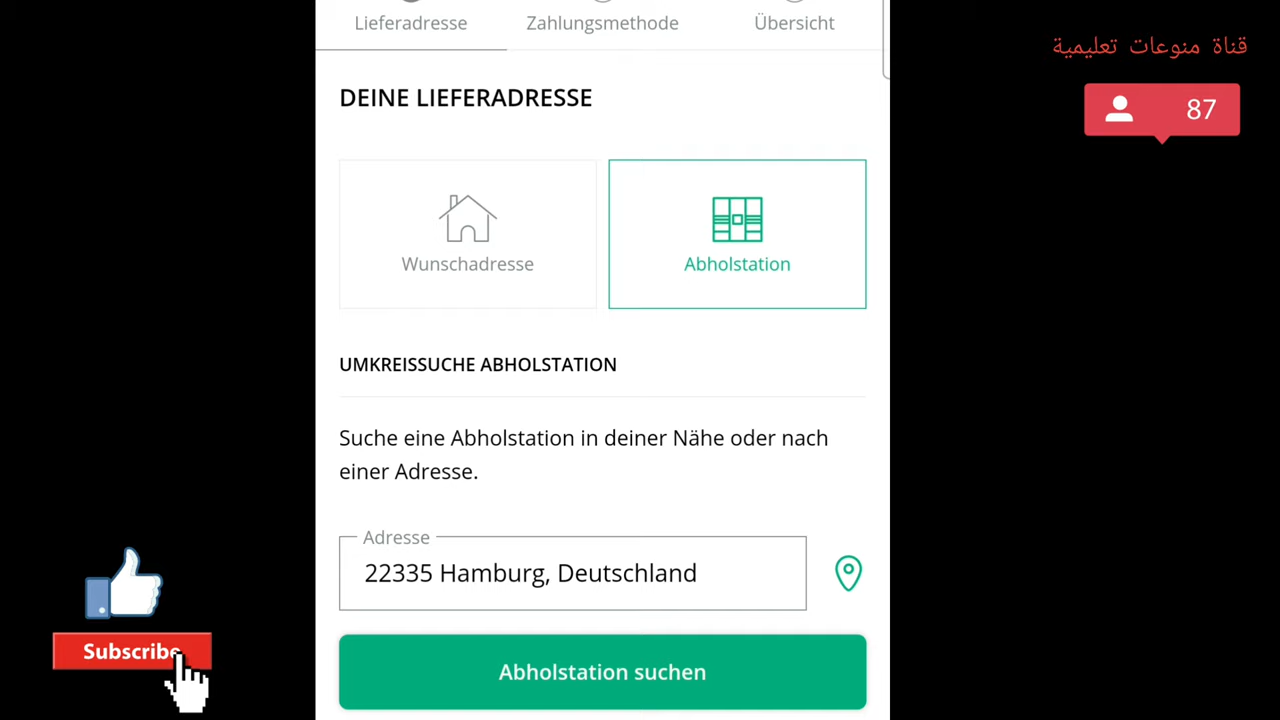 Lieferadresse
Zahlungsmethode
Übersicht
قناة منوعات تعليمية
87
DEINE LIEFERADRESSE
Wunschadresse
Abholstation
UMKREISSUCHE ABHOLSTATION
Suche eine Abholstation in deiner Nähe oder nach
einer Adresse.
Adresse
22335 Hamburg, Deutschland
Abholstation suchen
Subscribe